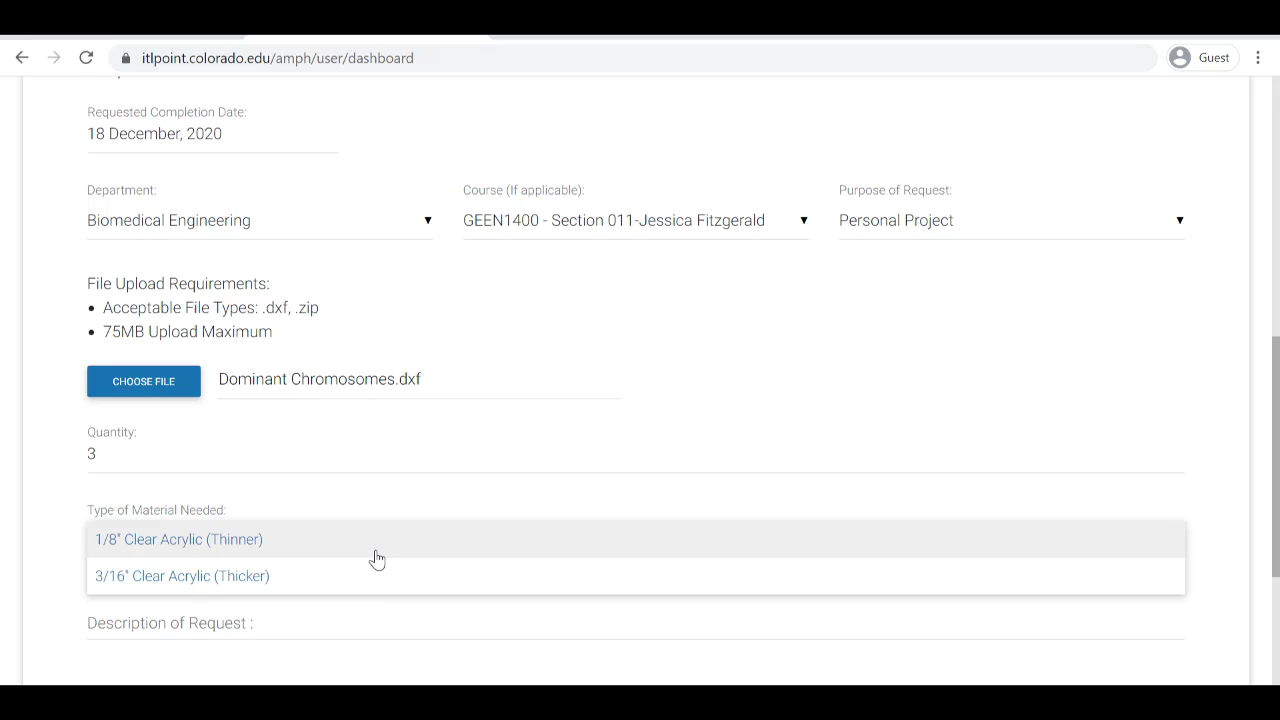 itlpoint.colorado.edu/amph/user/dashboard
Guest
Requested Completion Date:
18 December, 2020
Department:
Course (If applicable):
Purpose of Request:
Biomedical Engineering
GEEN1400 - Section 011-Jessica Fitzgerald
Personal Project
File Upload Requirements:
Acceptable File Types: .dxf, .zip
75MB Upload Maximum
CHOOSE FILE
Dominant Chromosomes.dxf
Quantity:
3
Type of Material Needed:
1/8" Clear Acrylic (Thinner)
3/16" Clear Acrylic (Thicker)
Description of Request :